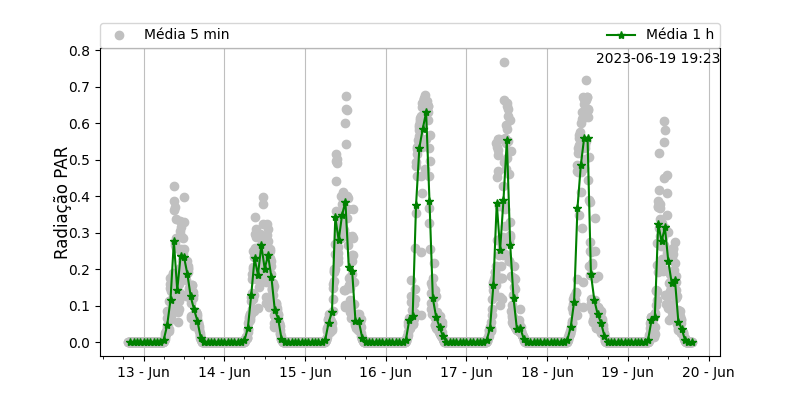 Média 5 min
Média 1 h
2023-06-19 19:23
Radiação PAR
0.8
0.7
0.6
0.5
0.4
0.3
0.2
0.1
0.0
13 - Jun
14 - Jun
15 - Jun
16 - Jun
17 - Jun
18 - Jun
19 - Jun
20 - Jun